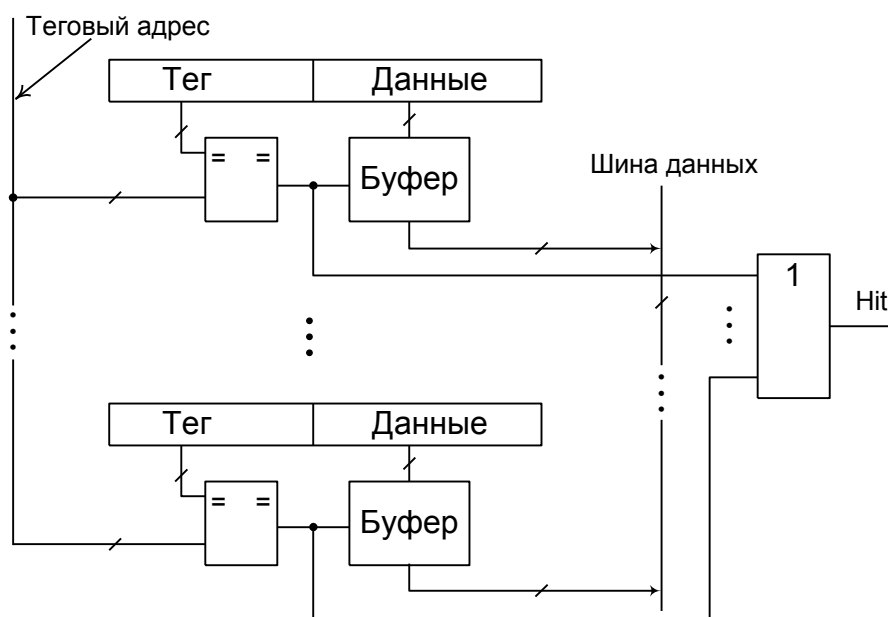 Теговый адрес
Тег Данные
= =
Буфер
Шина данных
1
Hit
Тег Данные
= =
Буфер